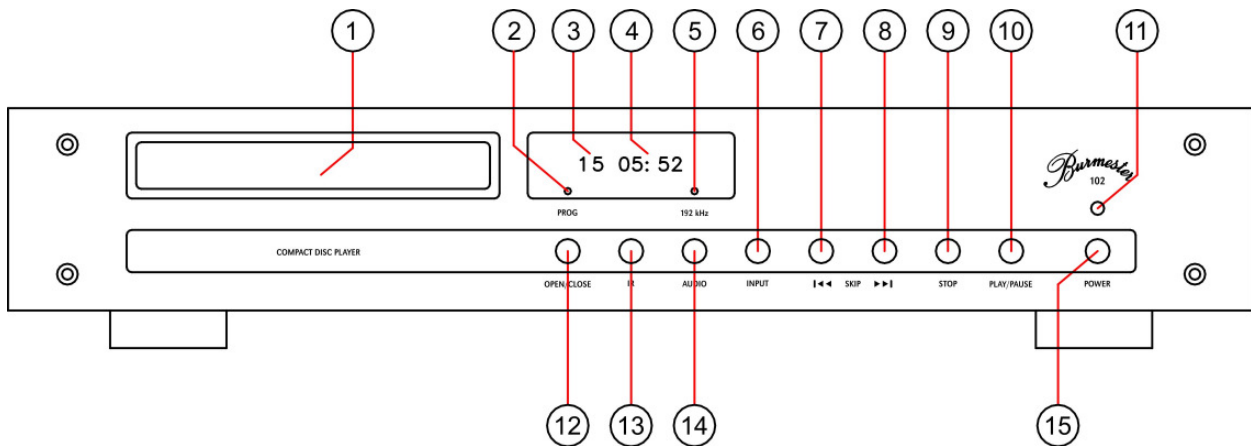 1 2 3 4 5 6 7 8 9 10 11
15 05: 52
Burmester
102
PROG 192 kHz
COMPACT DISC PLAYER
OPEN/CLOSE IR AUDIO INPUT SKIP STOP PLAY/PAUSE POWER
12 13 14 15